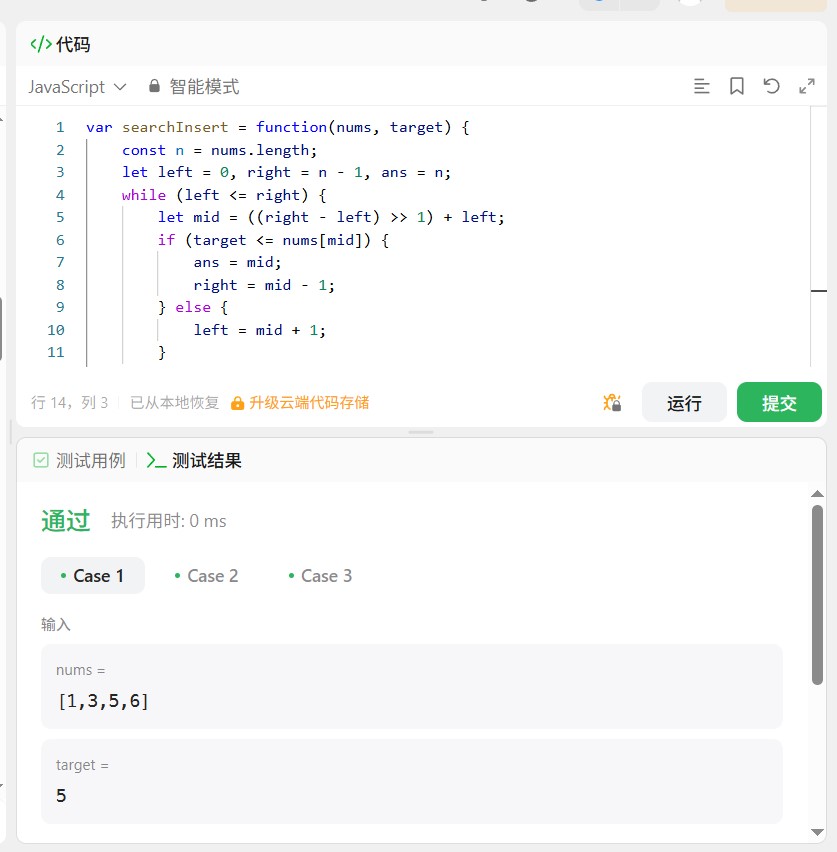 </> 代码
JavaScript 智能模式
1 var searchInsert = function(nums, target) {
2 const n = nums.length;
3 let left = 0, right = n - 1, ans = n;
4 while (left <= right) {
5 let mid = ((right - left) >> 1) + left;
6 if (target <= nums[mid]) {
7 ans = mid;
8 right = mid - 1;
9 } else {
10 left = mid + 1;
11 }
行 14，列 3 已从本地恢复 升级云端代码存储 运行 提交
测试用例 >_ 测试结果
通过 执行用时: 0 ms
• Case 1 • Case 2 • Case 3
输入
nums =
[1,3,5,6]
target =
5